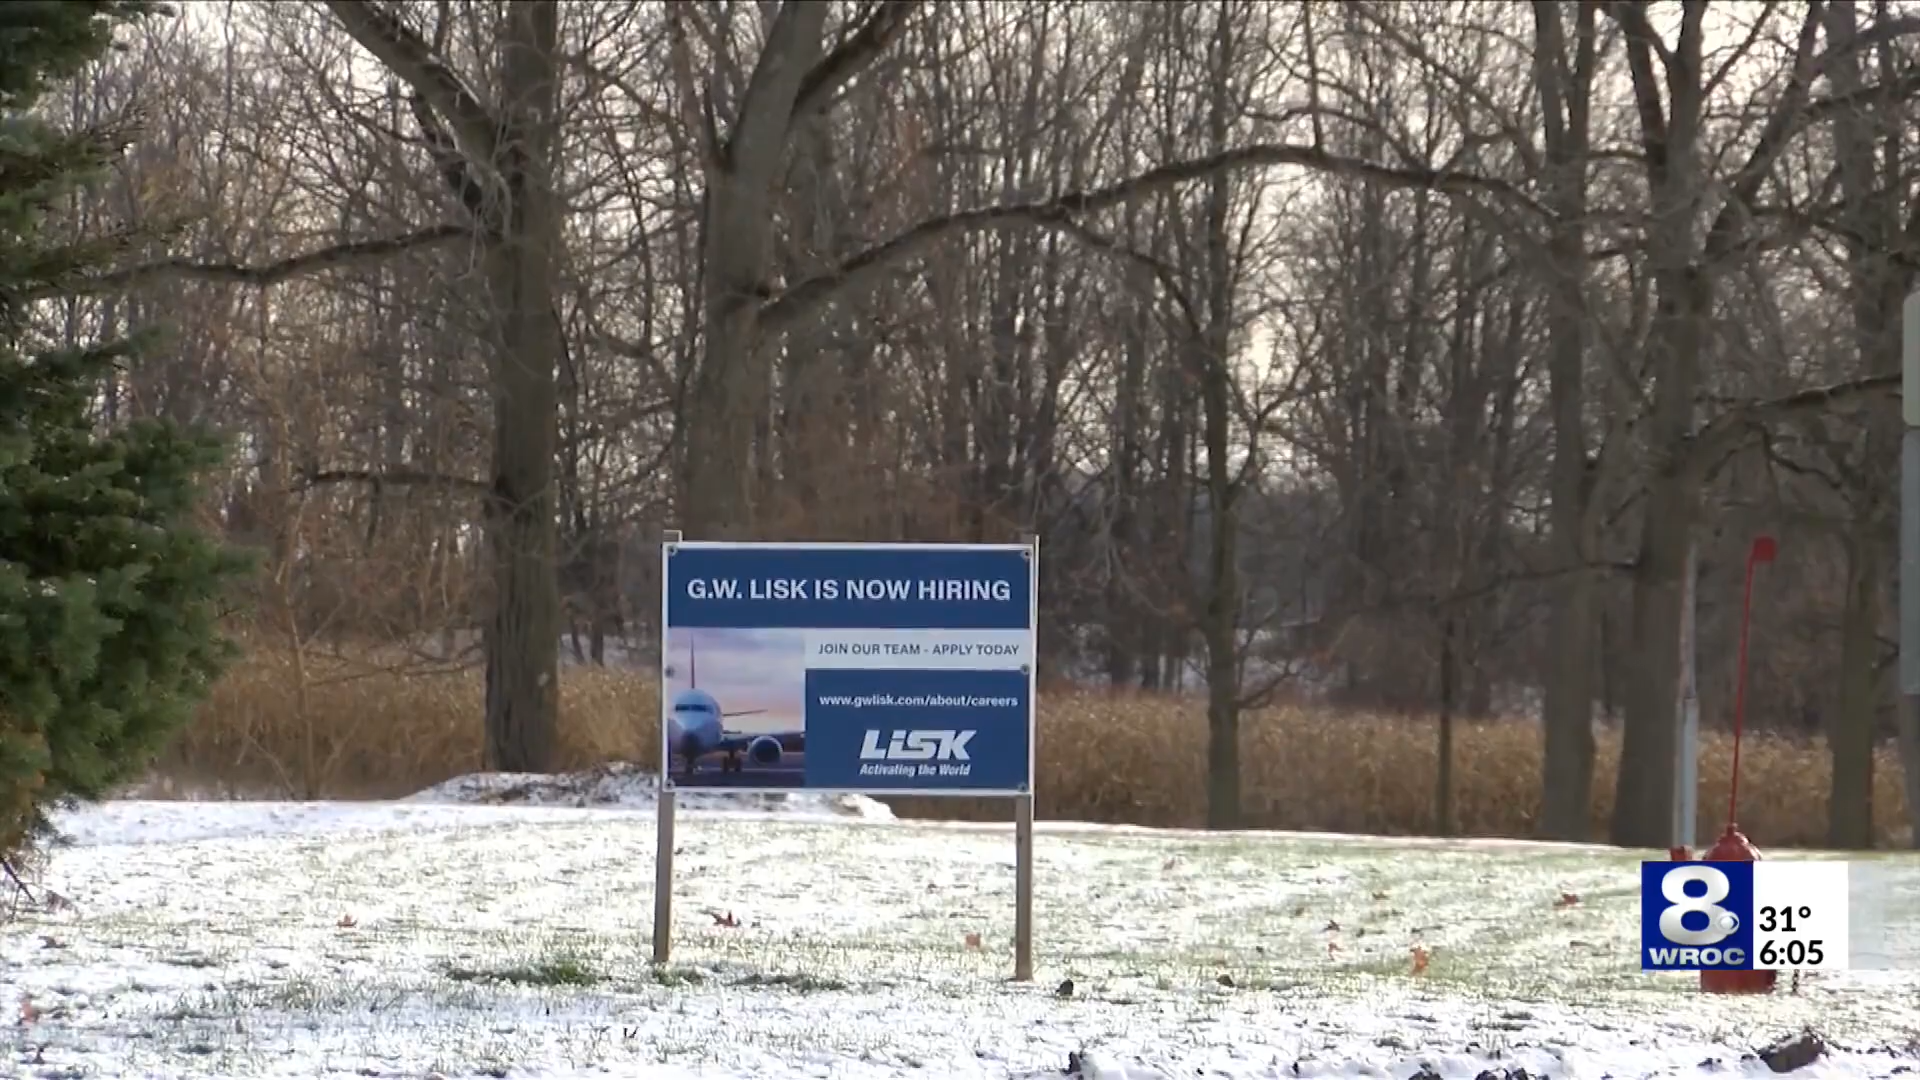 G.W. LISK IS NOW HIRING
JOIN OUR TEAM - APPLY TODAY
www.gwlisk.com/about/careers
LiSK
Activating the World
8
WROC
31°
6:05